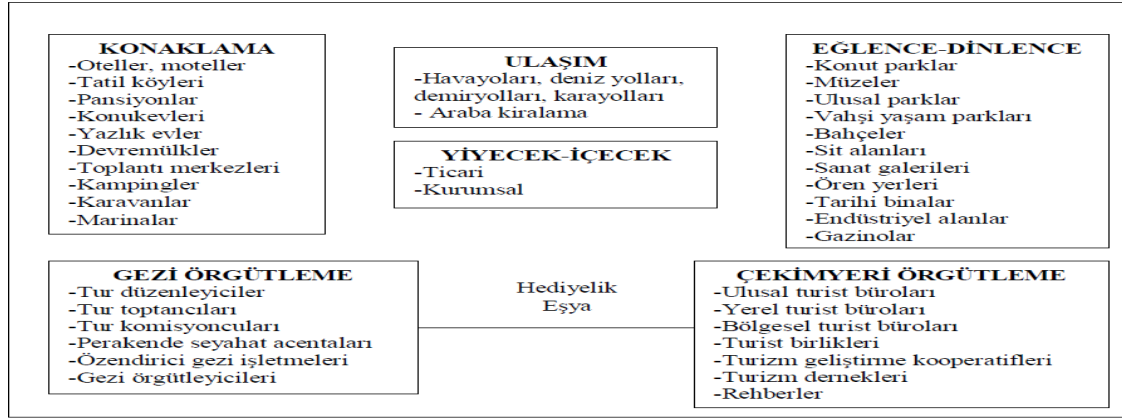 KONAKLAMA
-Oteller, moteller
-Tatil köyleri
-Pansiyonlar
-Konukevleri
-Yazlık evler
-Devremülkler
-Toplantı merkezleri
-Kampingler
-Karavanlar
-Marinalar
ULAŞIM
-Havayoları, deniz yolları,
demiryolları, karayolları
- Araba kiralama
YİYECEK-İÇECEK
-Ticari
-Kurumsal
EĞLENCE-DİNLENCE
-Konut parklar
-Müzeler
-Ulusal parklar
-Vahşi yaşam parkları
-Bahçeler
-Sit alanları
-Sanat galerileri
-Ören yerleri
-Tarihi binalar
-Endüstriyel alanlar
-Gazinolar
GEZİ ÖRGÜTLEME
-Tur düzenleyiciler
-Tur toptancıları
-Tur komisyoncuları
-Perakende seyahat acentaları
-Özendirici gezi işletmeleri
-Gezi örgütleyicileri
Hediyelik
Eşya
ÇEKİMYERİ ÖRGÜTLEME
-Ulusal turist büroları
-Yerel turist büroları
-Bölgesel turist büroları
-Turist birlikleri
-Turizm geliştirme kooperatifleri
-Turizm dernekleri
-Rehberler